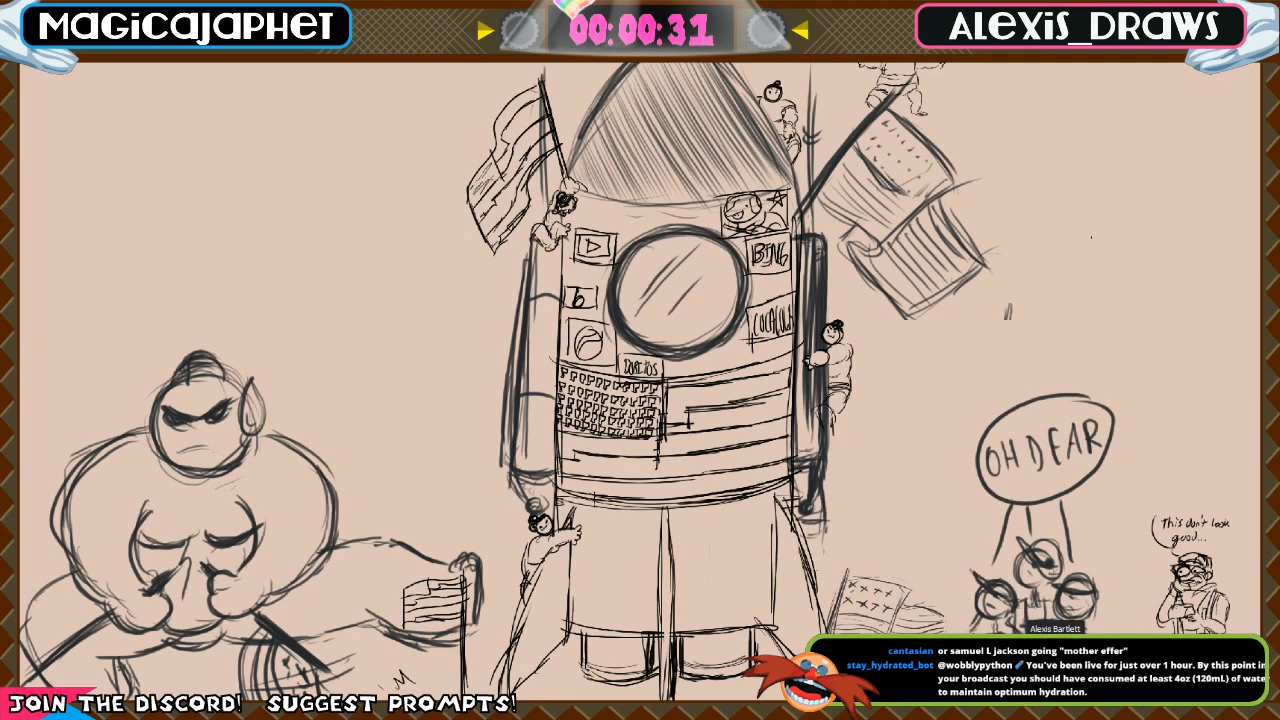 MAGICAJAPHET
00:00:31
ALEXIS_DRAWS
BING
b
COCACOLA
DORITOS
OH DEAR
This don't look
good...
Alexis Bartlett
cantasian or samuel L jackson going "mother effer"
stay_hydrated_bot @wobblypython You've been live for just over 1 hour. By this point in
your broadcast you should have consumed at least 4oz (120mL) of water
to maintain optimum hydration.
JOIN THE DISCORD! SUGGEST PROMPTS!